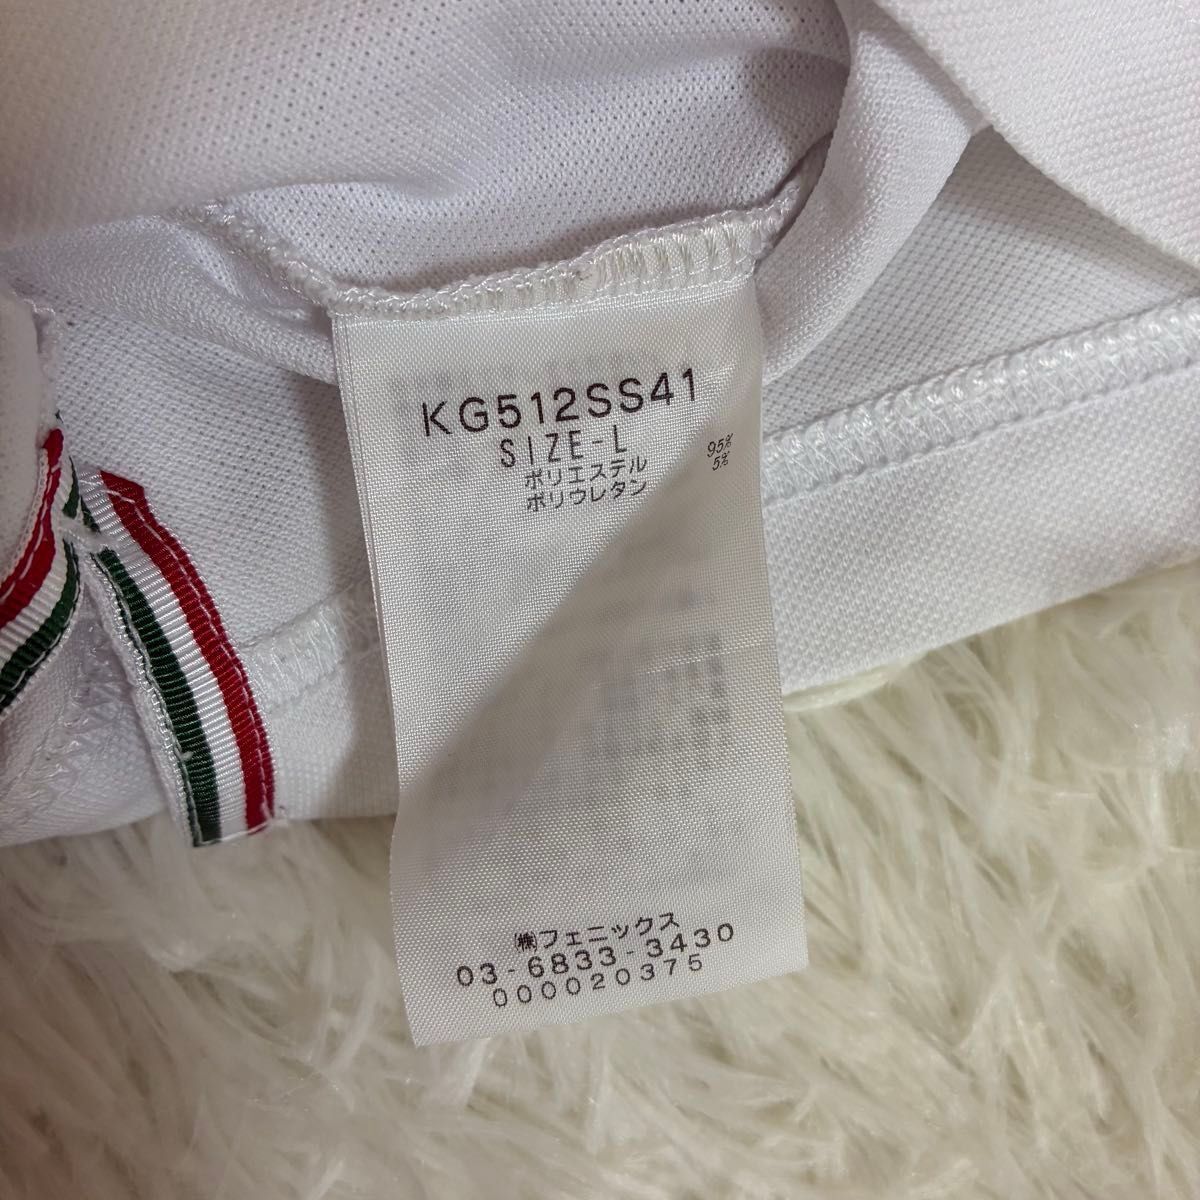 KG512SS41
SIZE-L
ポリエステル 95%
ポリウレタン 5%
㈱フェニックス
03-6833-3430
000020375